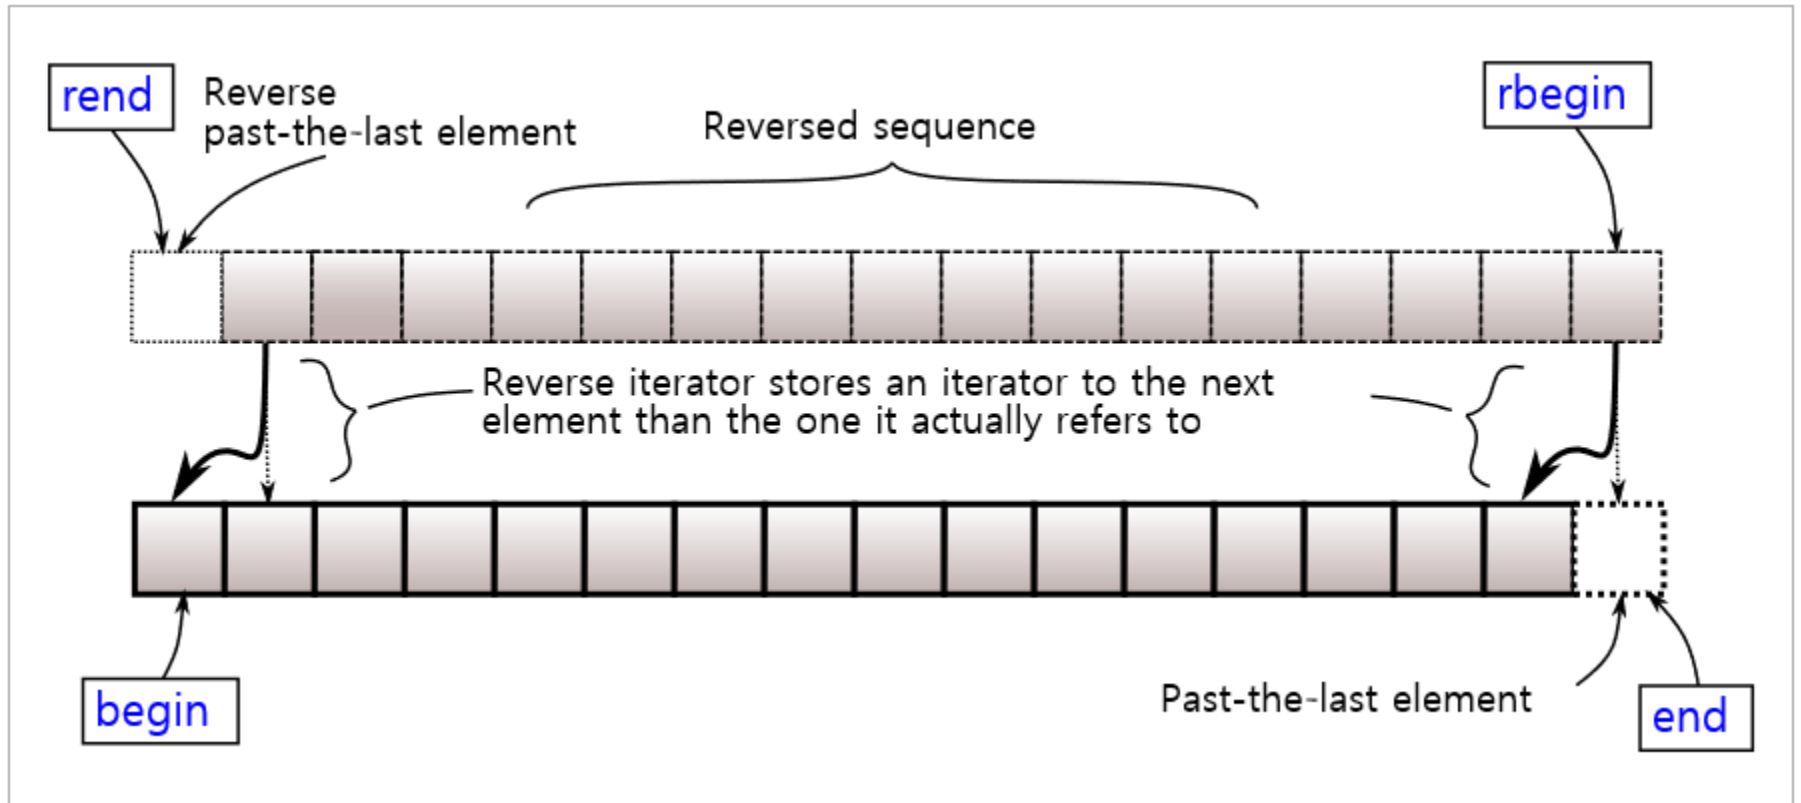 rend
Reverse
past-the-last element
Reversed sequence
rbegin
Reverse iterator stores an iterator to the next
element than the one it actually refers to
begin
Past-the-last element
end